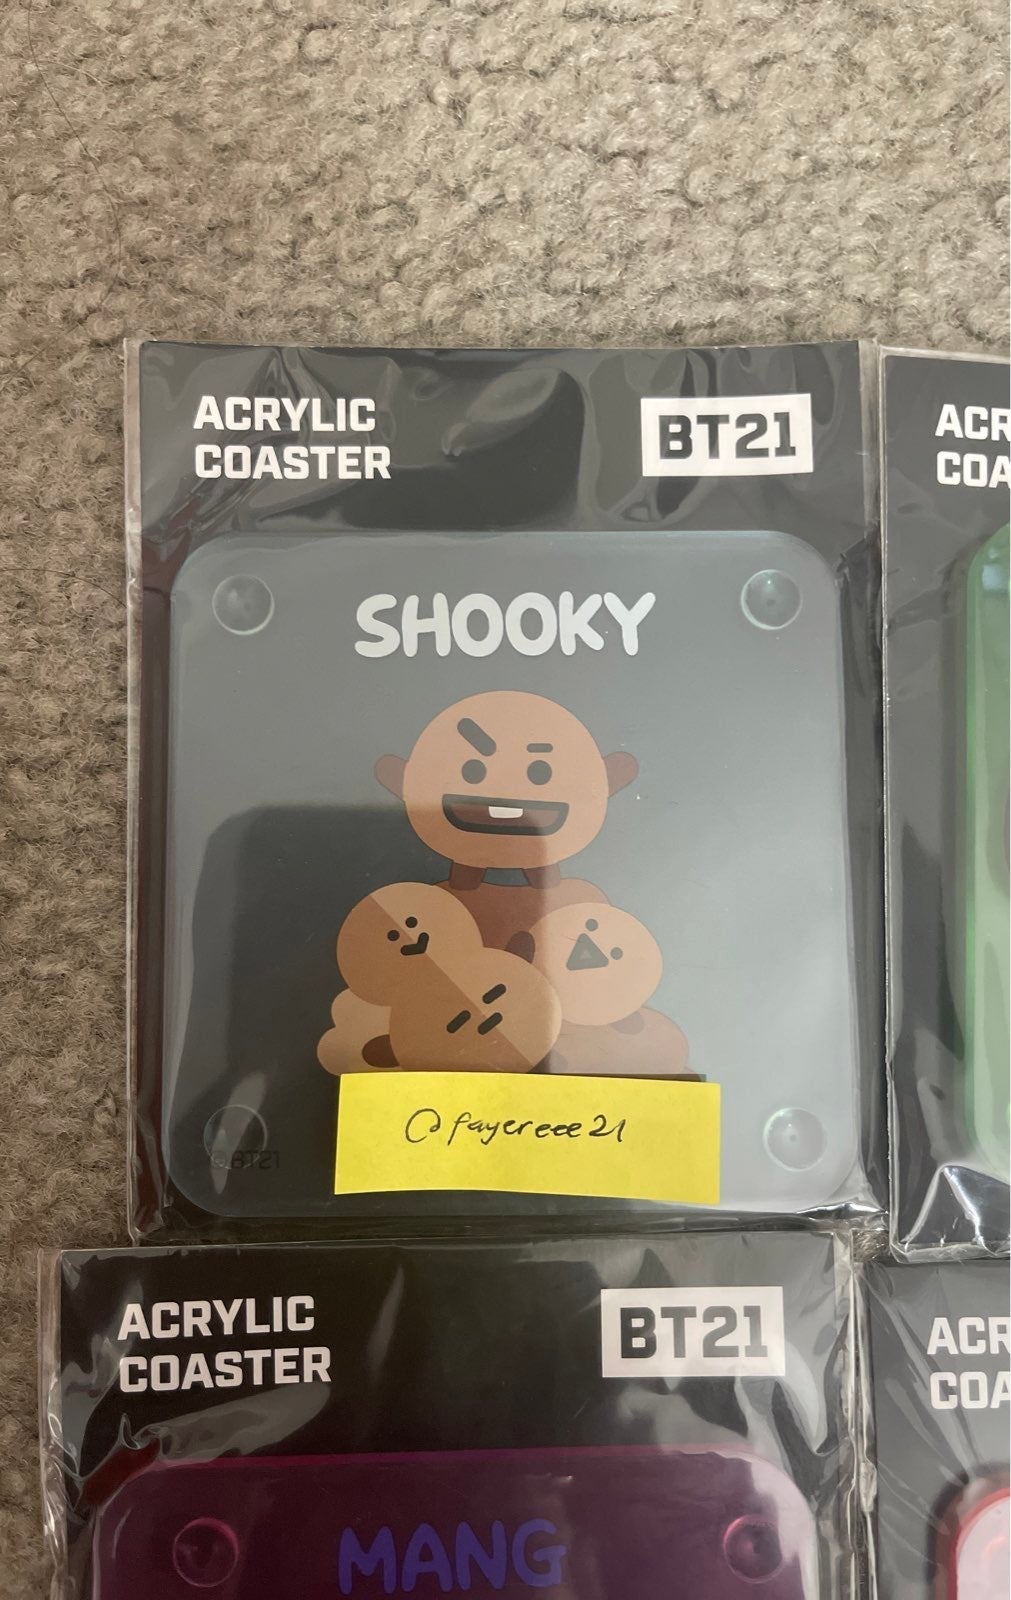 ACRYLIC
COASTER
BT21
SHOOKY
@fayereee21
©BT21
ACR
COA
ACRYLIC
COASTER
BT21
MANG
ACR
COA